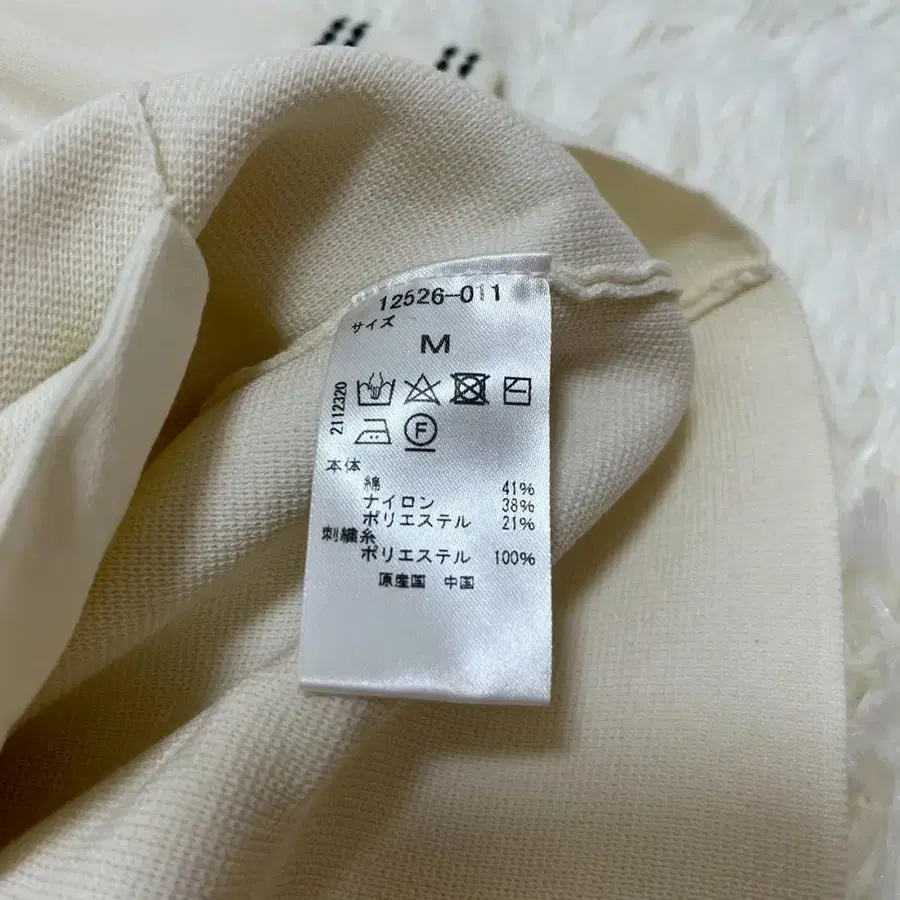 12526-011
サイズ
M
2112320
F
本体
綿 41%
ナイロン 38%
ポリエステル 21%
刺繍糸
ポリエステル 100%
原産国 中国